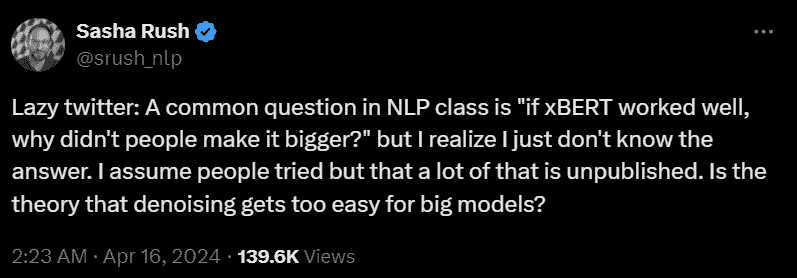 Sasha Rush
@srush_nlp
Lazy twitter: A common question in NLP class is "if xBERT worked well,
why didn't people make it bigger?" but I realize I just don't know the
answer. I assume people tried but that a lot of that is unpublished. Is the
theory that denoising gets too easy for big models?
2:23 AM · Apr 16, 2024 · 139.6K Views